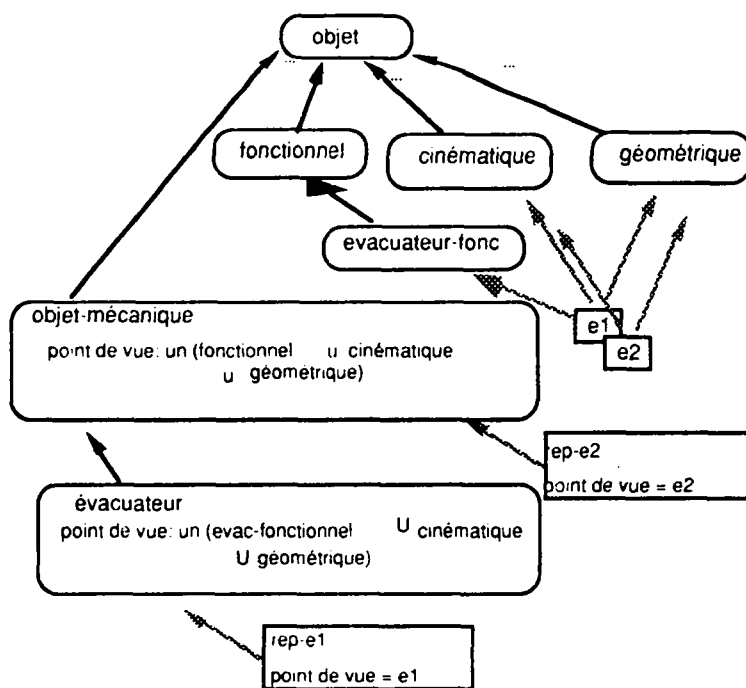 objet
...
...
...
fonctionnel
cinématique
géométrique
evacuateur-fonc
objet-mécanique
point de vue: un (fonctionnel u cinématique
u géométrique)
e1
e2
rep-e2
point de vue = e2
évacuateur
point de vue: un (evac-fonctionnel U cinématique
U géométrique)
rep-e1
point de vue = e1